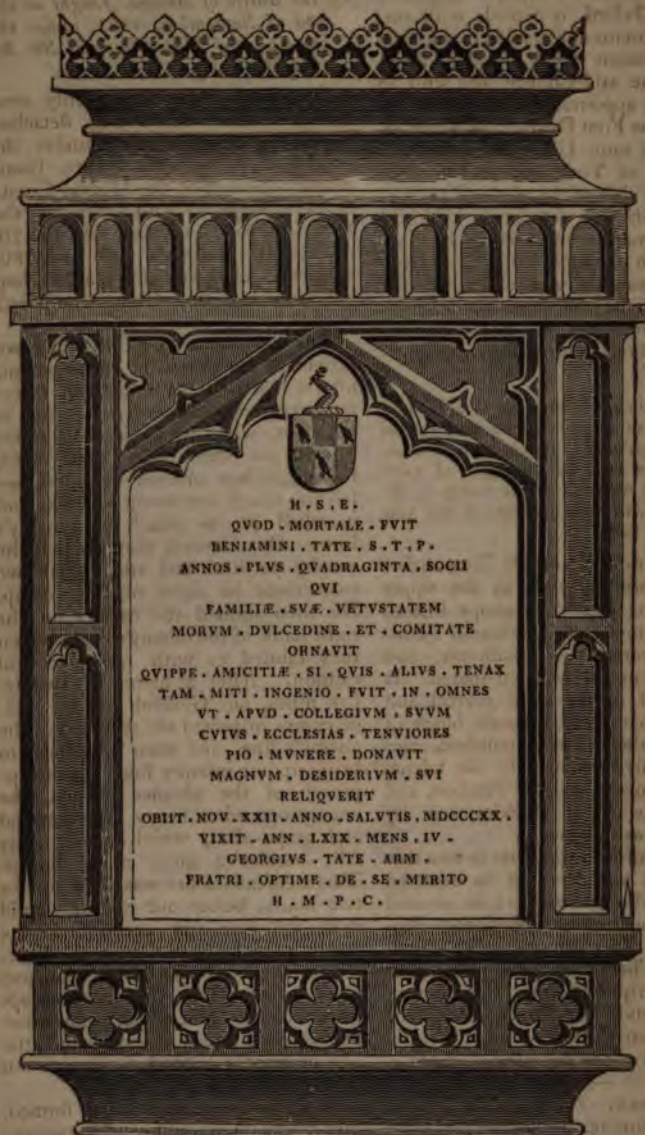 H . S . E .
QVOD . MORTALE . FVIT
BENIAMINI . TATE . S . T . P .
ANNOS . PLVS . QVADRAGINTA . SOCII
QVI
FAMILIÆ . SVÆ . VETVSTATEM
MORVM . DVLCEDINE . ET . COMITATE
ORNAVIT
QVIPPE . AMICITIÆ . SI . QVIS . ALIVS . TENAX
TAM . MITI . INGENIO . FVIT . IN . OMNES
VT . APVD . COLLEGIVM . SVVM
CVIVS . ECCLESIAS . TENVIORES
PIO . MVNERE . DONAVIT
MAGNVM . DESIDERIVM . SVI
RELIQVERIT
OBIIT . NOV . XXII . ANNO . SALVTIS . MDCCCXX .
VIXIT . ANN . LXIX . MENS . IV .
GEORGIVS . TATE . ARM .
FRATRI . OPTIME . DE . SE . MERITO
H . M . P . C .